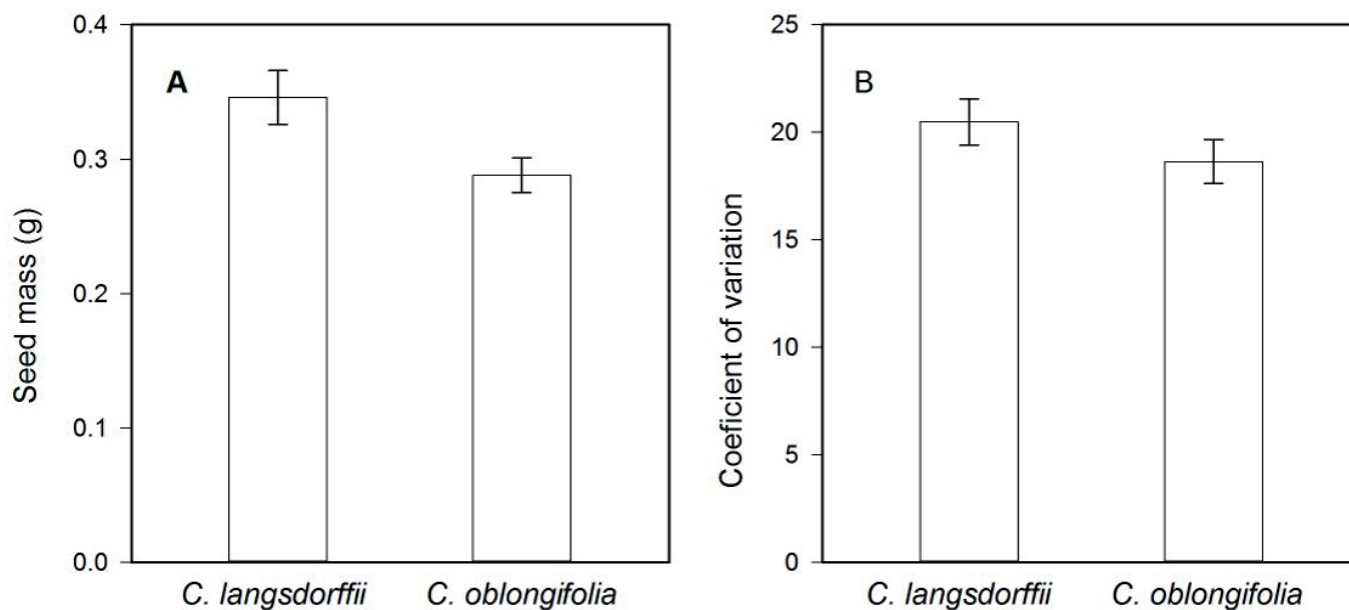 A
Seed mass (g)
0.4
0.3
0.2
0.1
0.0
C. langsdorffii
C. oblongifolia
B
Coeficient of variation
25
20
15
10
5
0
C. langsdorffii
C. oblongifolia